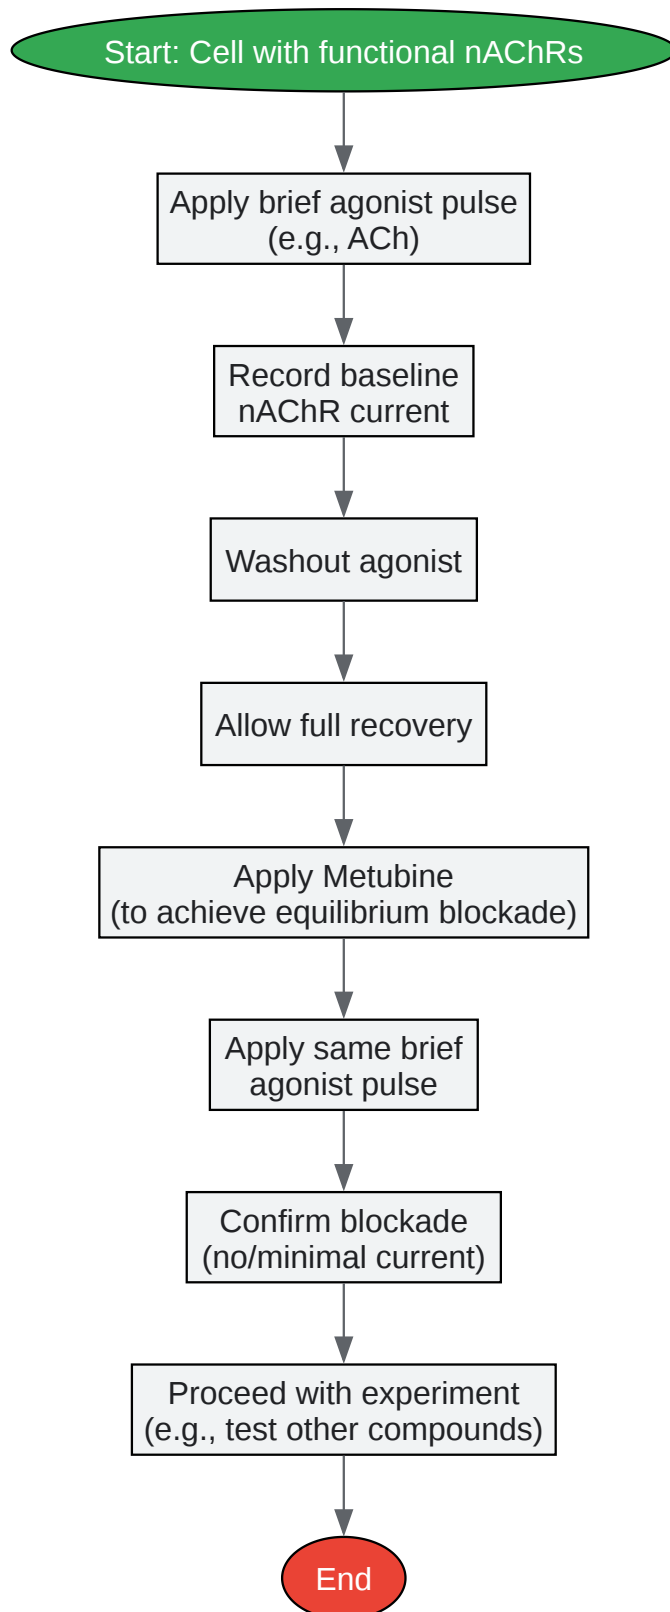 Start: Cell with functional nAChRs
Apply brief agonist pulse
(e.g., ACh)
Record baseline
nAChR current
Washout agonist
Allow full recovery
Apply Metubine
(to achieve equilibrium blockade)
Apply same brief
agonist pulse
Confirm blockade
(no/minimal current)
Proceed with experiment
(e.g., test other compounds)
End